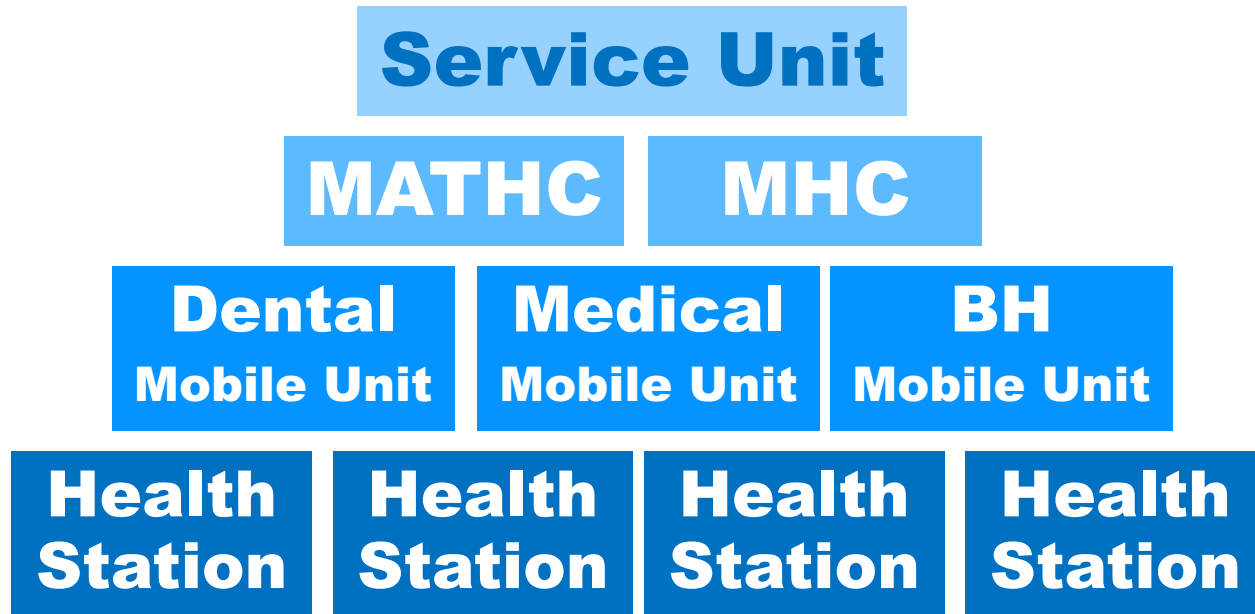 Service Unit
MATHC MHC
Dental Medical BH
Mobile Unit Mobile Unit Mobile Unit
Health Health Health Health
Station Station Station Station